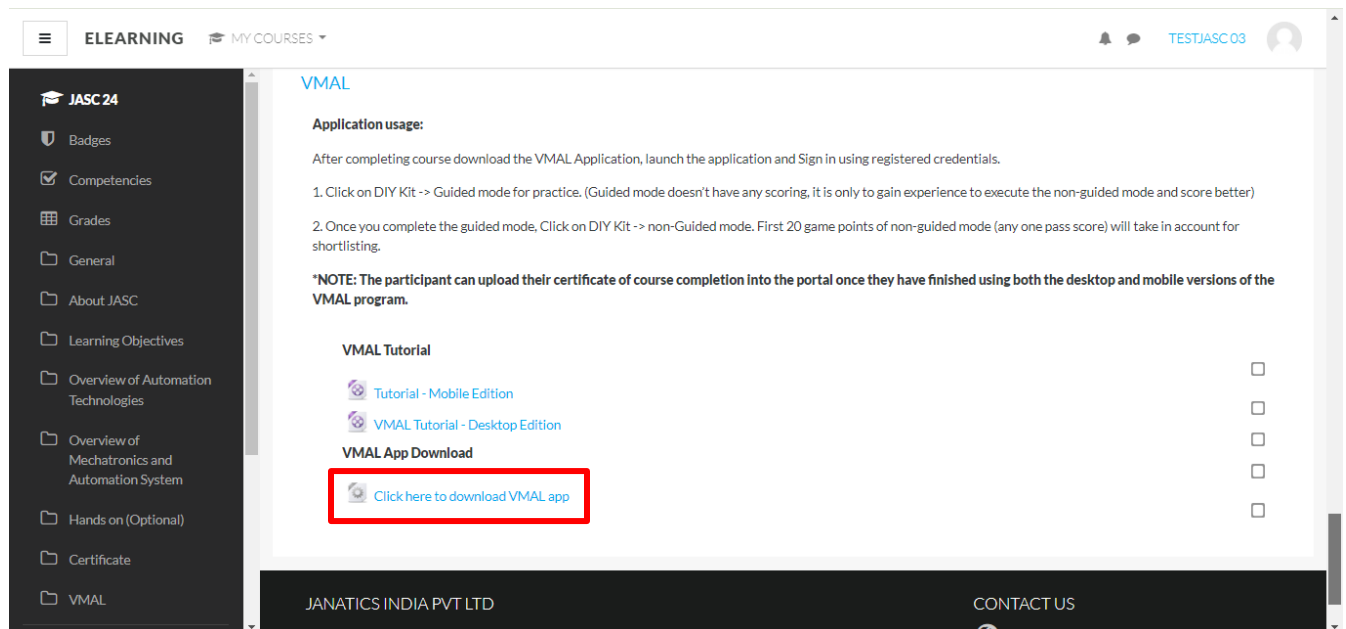 ELEARNING
MY COURSES
TESTJASC 03
JASC 24
Badges
Competencies
Grades
General
About JASC
Learning Objectives
Overview of Automation
Technologies
Overview of
Mechatronics and
Automation System
Hands on (Optional)
Certificate
VMAL
VMAL
Application usage:
After completing course download the VMAL Application, launch the application and Sign in using registered credentials.
1. Click on DIY Kit -> Guided mode for practice. (Guided mode doesn't have any scoring, it is only to gain experience to execute the non-guided mode and score better)
2. Once you complete the guided mode, Click on DIY Kit -> non-Guided mode. First 20 game points of non-guided mode (any one pass score) will take in account for
shortlisting.
*NOTE: The participant can upload their certificate of course completion into the portal once they have finished using both the desktop and mobile versions of the
VMAL program.
VMAL Tutorial
Tutorial - Mobile Edition
VMAL Tutorial - Desktop Edition
VMAL App Download
Click here to download VMAL app
JANATICS INDIA PVT LTD
CONTACT US